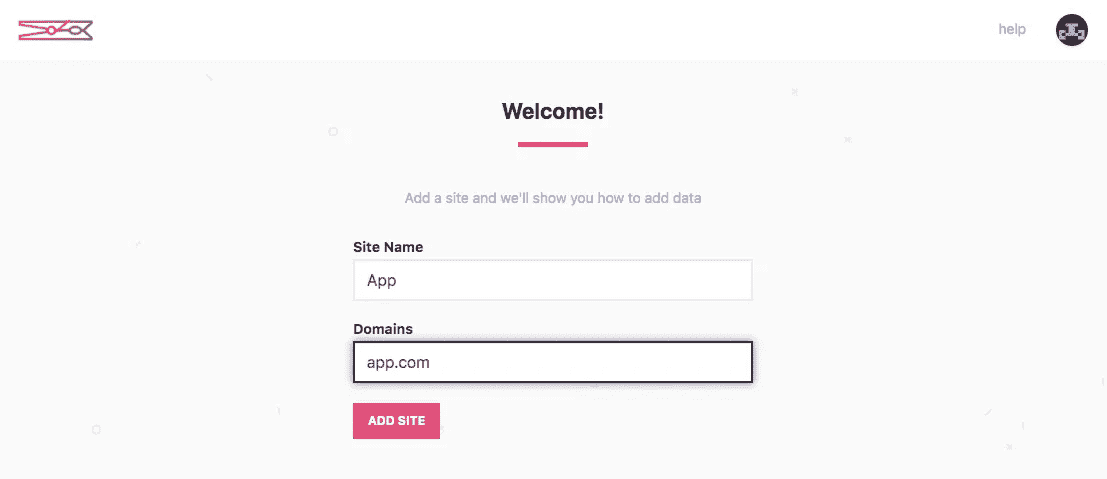 help
Welcome!
Add a site and we'll show you how to add data
Site Name
App
Domains
app.com
ADD SITE